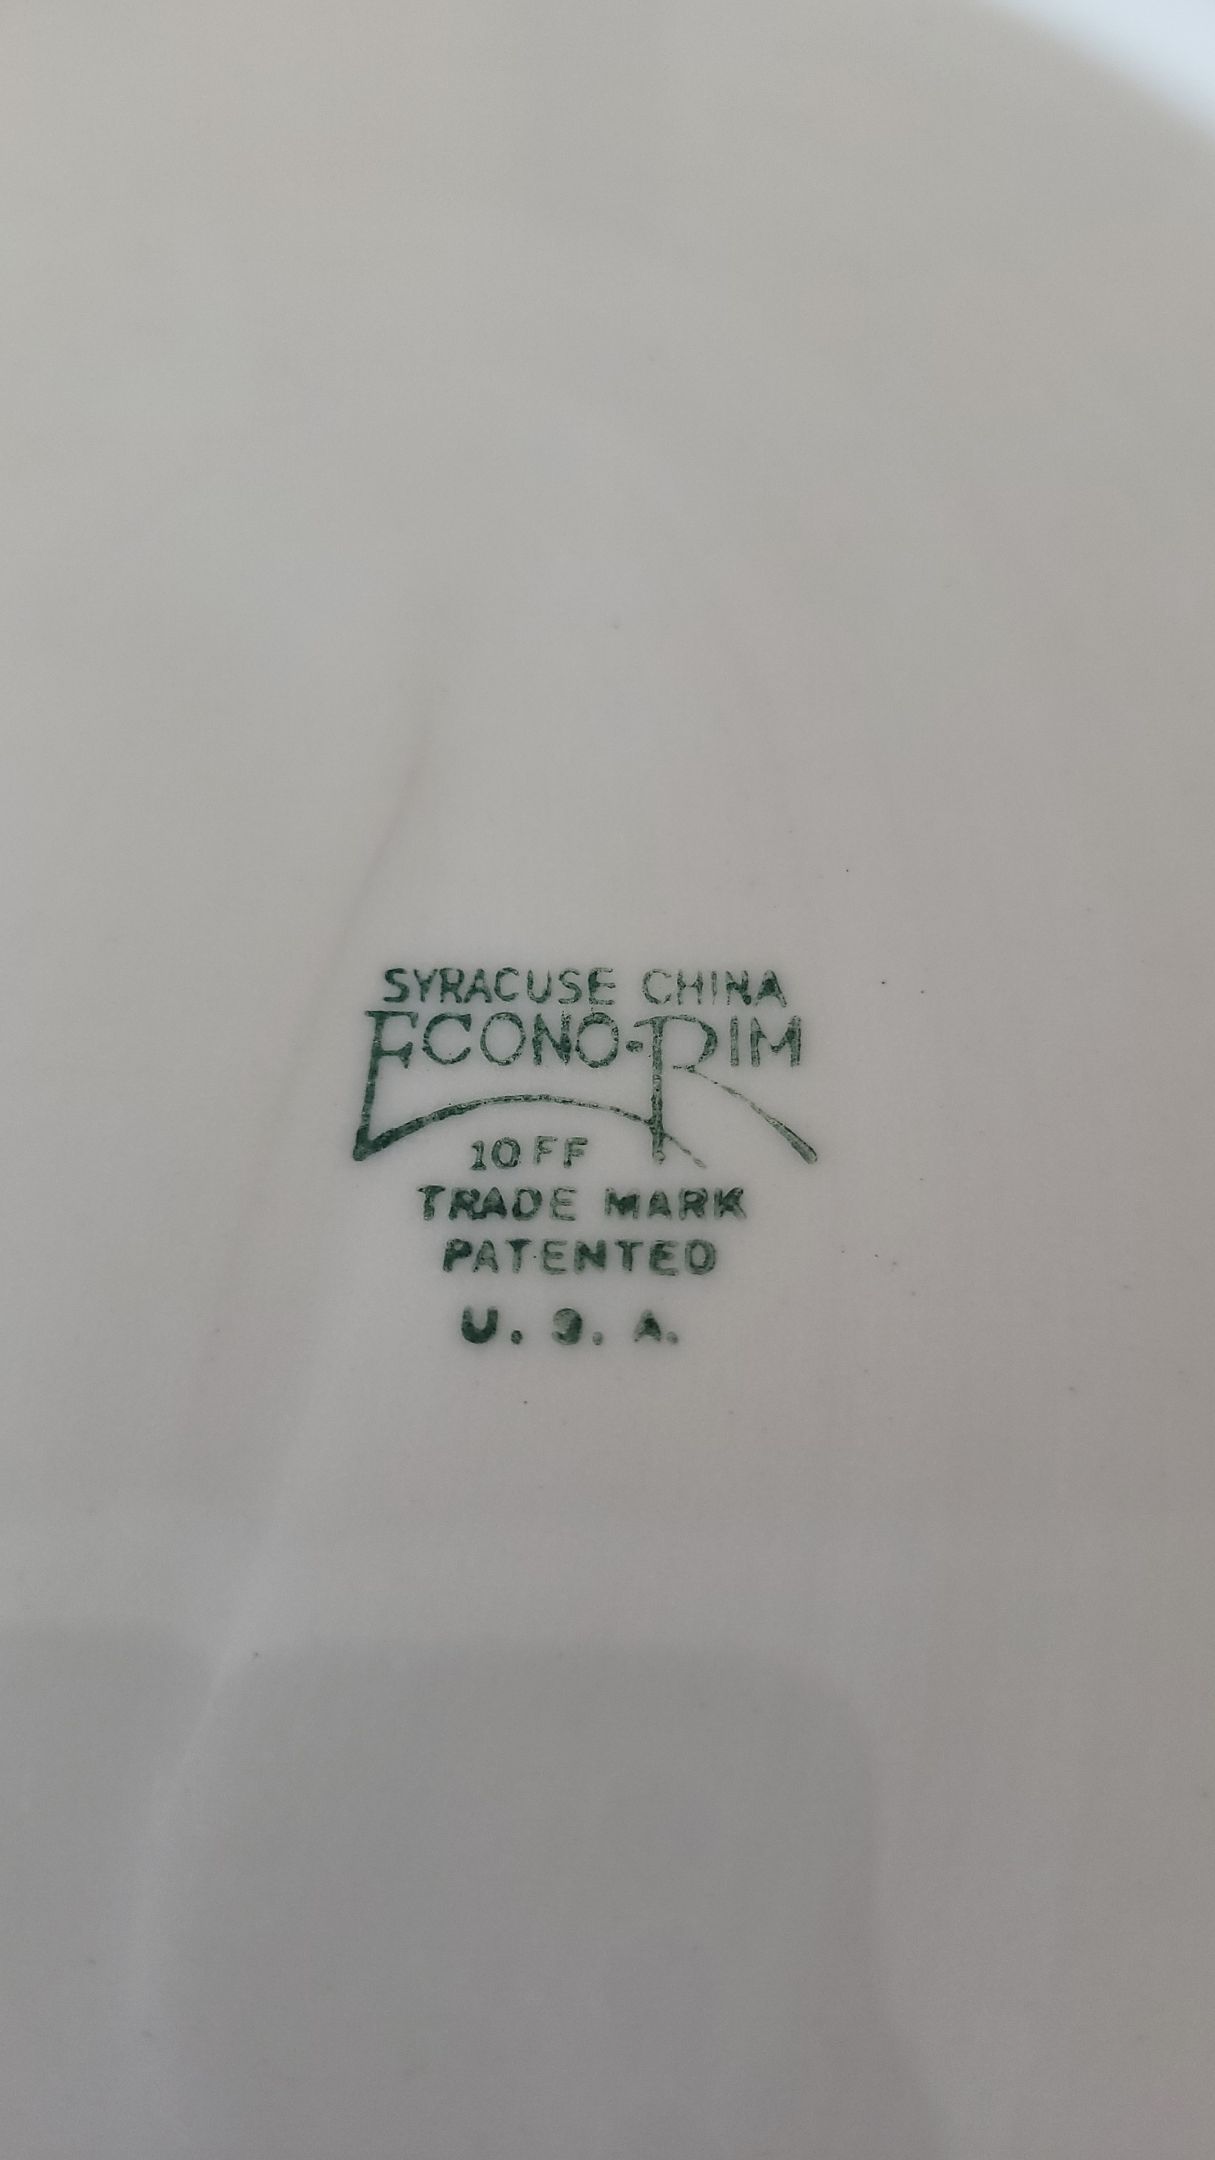 SYRACUSE CHINA
ECONO-RIM
10FF
TRADE MARK
PATENTED
U. S. A.